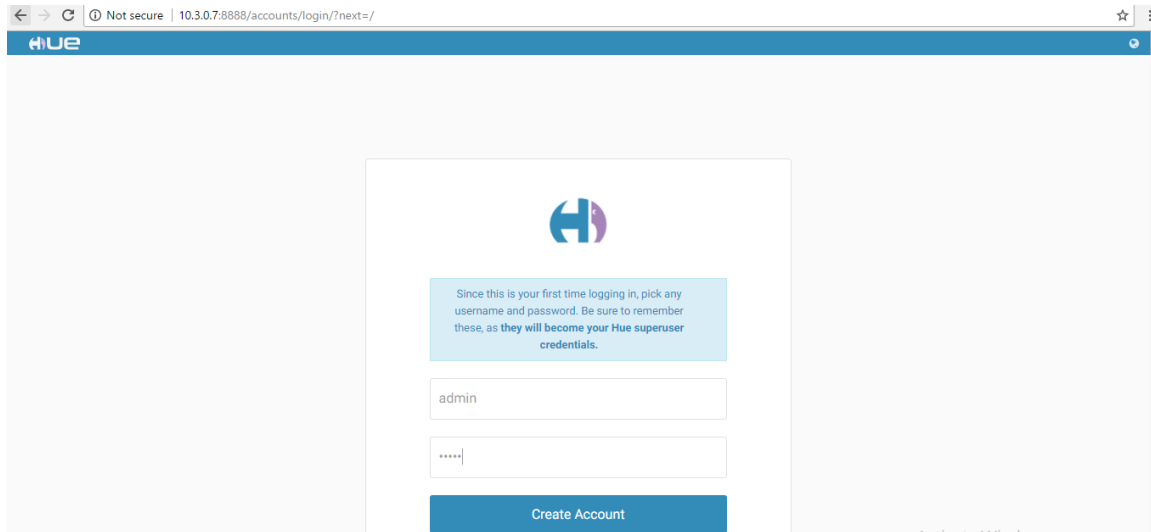 Not secure | 10.3.0.7:8888/accounts/login/?next=/
HUE
Since this is your first time logging in, pick any
username and password. Be sure to remember
these, as they will become your Hue superuser
credentials.
admin
•••••
Create Account